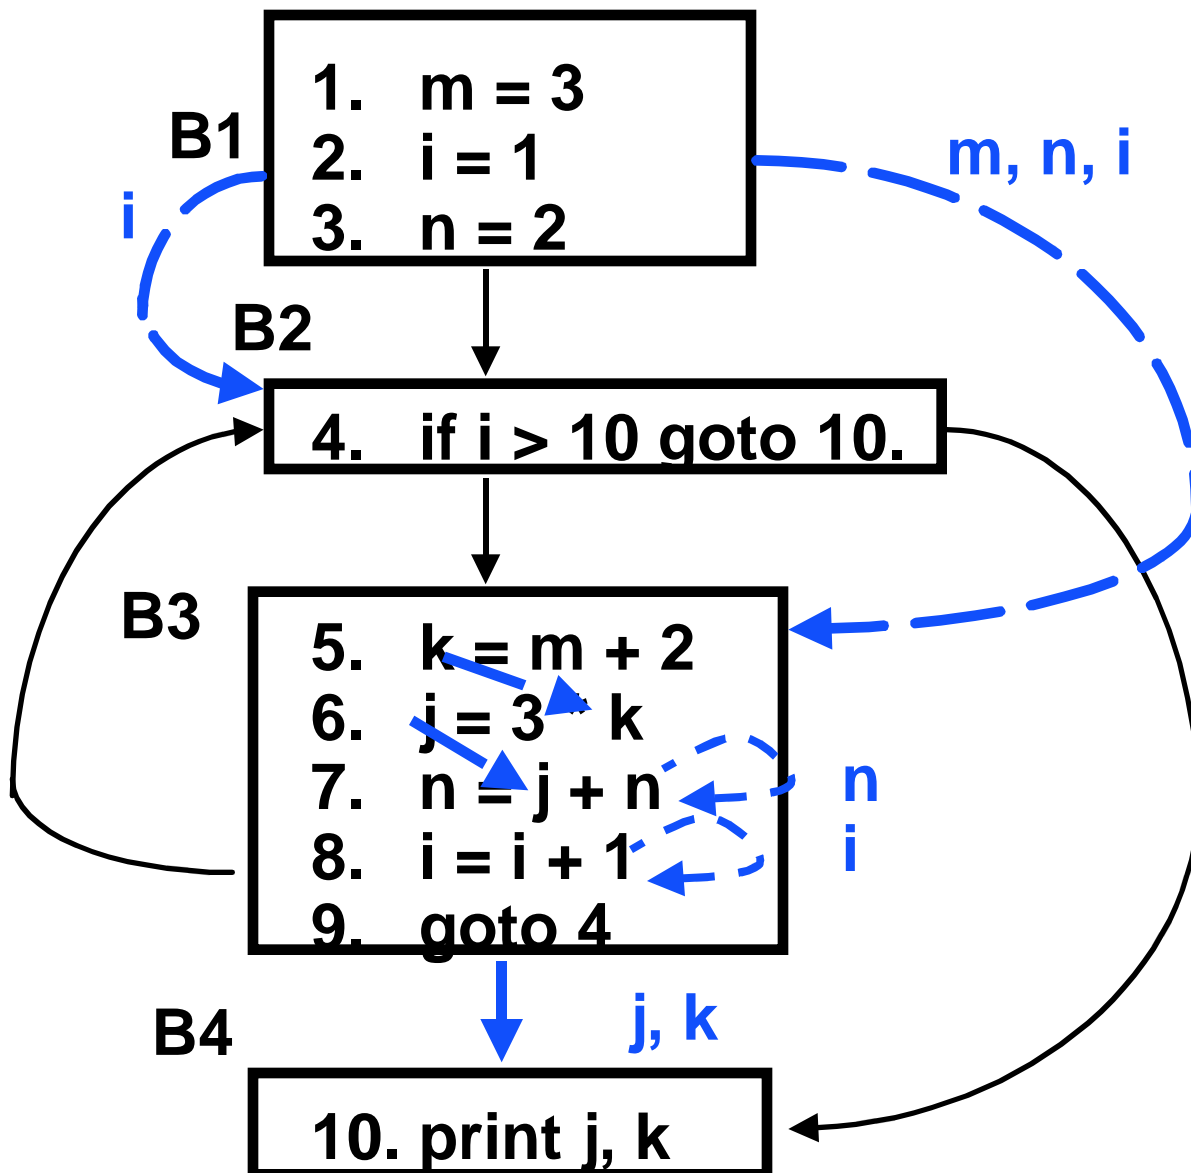 B1
1. m = 3
2. i = 1
3. n = 2
i
m, n, i
B2
4. if i > 10 goto 10.
B3
5. k = m + 2
6. j = 3 * k
7. n = j + n
8. i = i + 1
9. goto 4
n
i
j, k
B4
10. print j, k